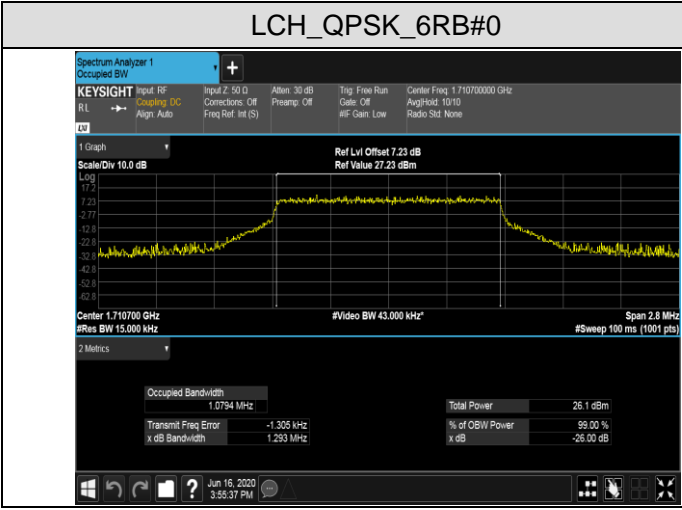 LCH_QPSK_6RB#0
Spectrum Analyzer 1
Occupied BW
+
KEYSIGHT Input: RF Input Z: 50 Ω Atten: 30 dB Trig: Free Run Center Freq: 1.710700000 GHz
RL Coupling: DC Corrections: Off Preamp: Off Gate: Off Avg|Hold: 10/10
Align: Auto Freq Ref: Int (S) #IF Gain: Low Radio Std: None
LXI
1 Graph
Ref Lvl Offset 7.23 dB
Scale/Div 10.0 dB Ref Value 27.23 dBm
Log
17.2
7.23
-2.77
-12.8
-22.8
-32.8
-42.8
-52.8
-62.8
Center 1.710700 GHz #Video BW 43.000 kHz* Span 2.8 MHz
#Res BW 15.000 kHz #Sweep 100 ms (1001 pts)
2 Metrics
Occupied Bandwidth
1.0794 MHz Total Power 26.1 dBm
Transmit Freq Error -1.305 kHz % of OBW Power 99.00 %
x dB Bandwidth 1.293 MHz x dB -26.00 dB
? Jun 16, 2020
3:55:37 PM